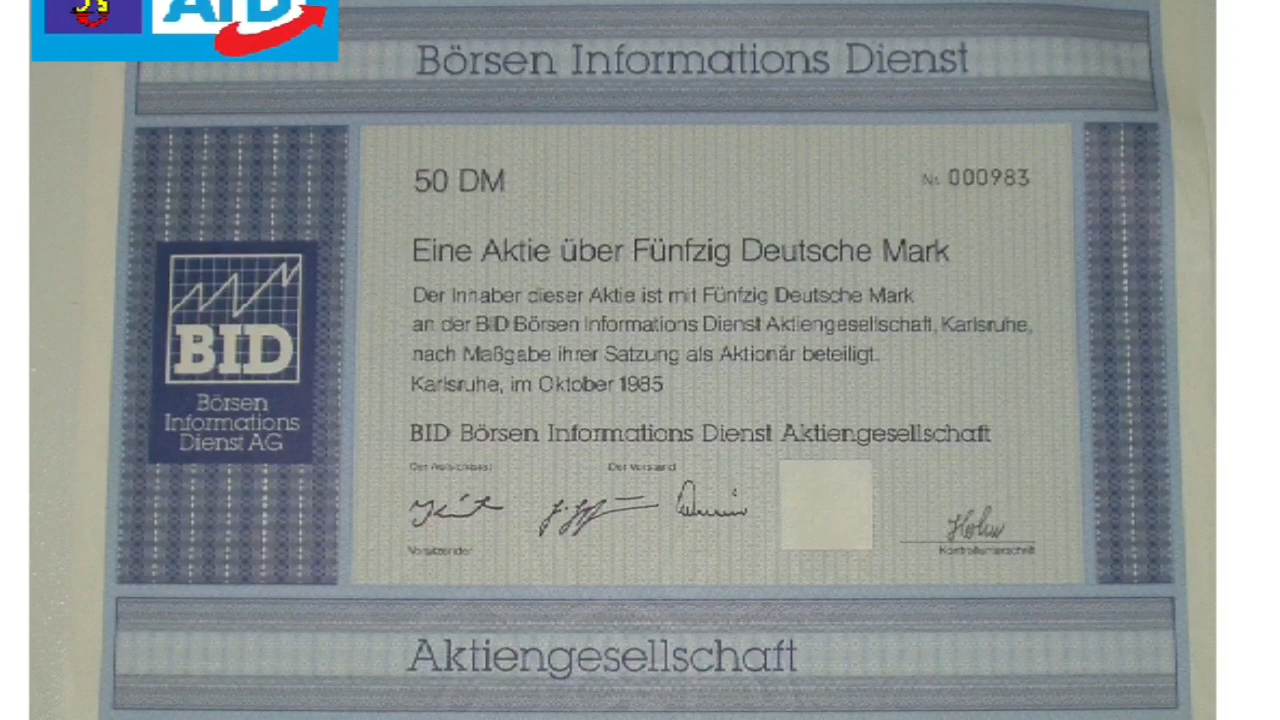 AfD
Börsen Informations Dienst
50 DM
Nr. 000983
Eine Aktie über Fünfzig Deutsche Mark
Der Inhaber dieser Aktie ist mit Fünfzig Deutsche Mark
an der BID Börsen Informations Dienst Aktiengesellschaft, Karlsruhe,
nach Maßgabe ihrer Satzung als Aktionär beteiligt.
Karlsruhe, im Oktober 1985
BID
Börsen
Informations
Dienst AG
BID Börsen Informations Dienst Aktiengesellschaft
Der Aufsichtsrat
Der Vorstand
Vorsitzender
Kontrollunterschrift
Aktiengesellschaft